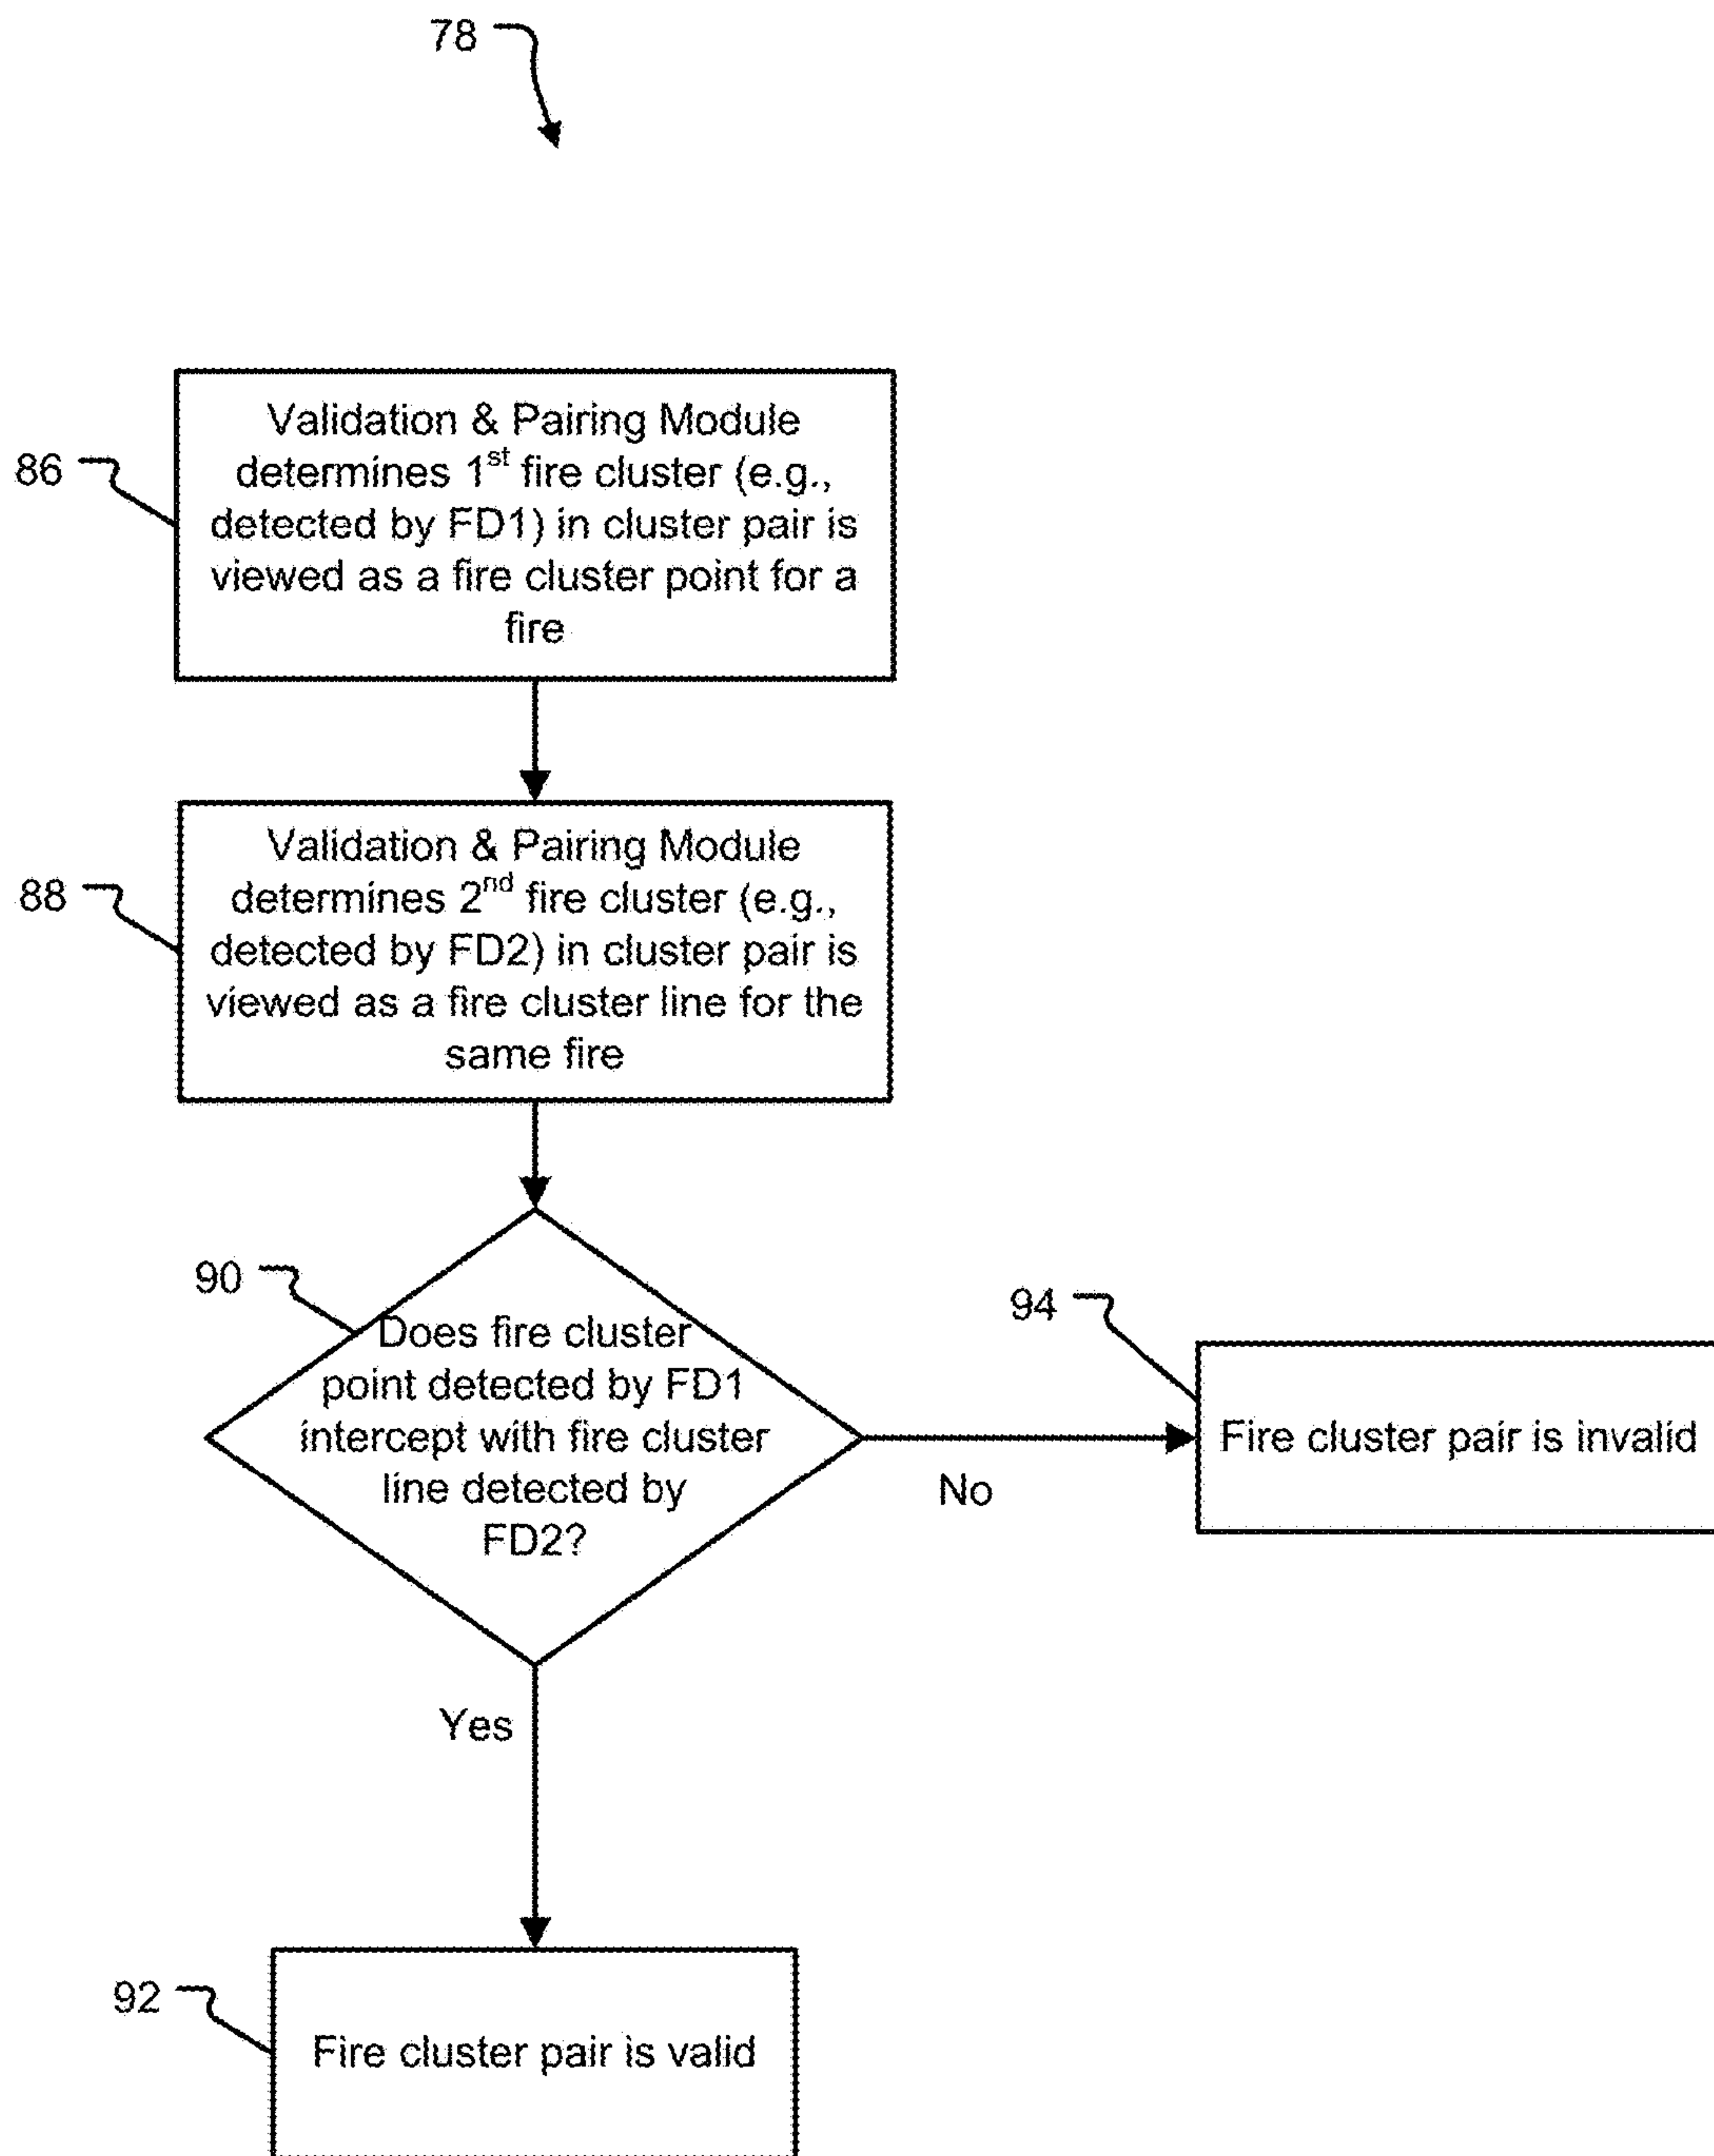 78
86
Validation & Pairing Module
determines 1st fire cluster (e.g.,
detected by FD1) in cluster pair is
viewed as a fire cluster point for a
fire
88
Validation & Pairing Module
determines 2nd fire cluster (e.g.,
detected by FD2) in cluster pair is
viewed as a fire cluster line for the
same fire
90
Does fire cluster
point detected by FD1
intercept with fire cluster
line detected by
FD2?
No
94
Fire cluster pair is invalid
Yes
92
Fire cluster pair is valid